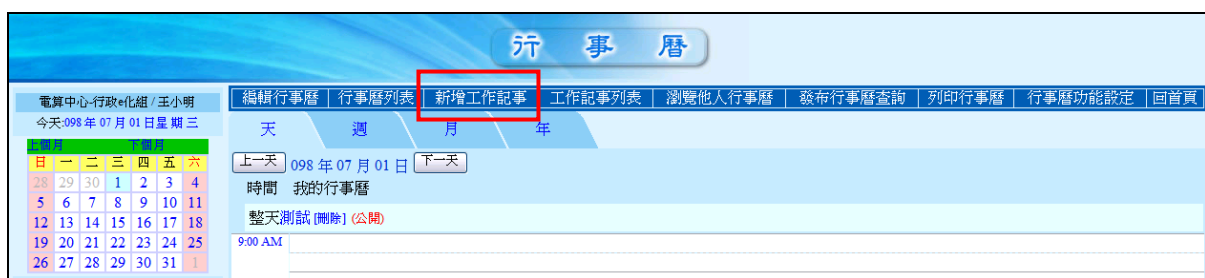 行 事 曆
電算中心-行政e化組 / 王小明
今天:098 年 07 月 01 日星 期 三
上個月 下個月
日 一 二 三 四 五 六
28 29 30 1 2 3 4
5 6 7 8 9 10 11
12 13 14 15 16 17 18
19 20 21 22 23 24 25
26 27 28 29 30 31 1
編輯行事曆 行事曆列表 新增工作記事 工作記事列表 瀏覽他人行事曆 發布行事曆查詢 列印行事曆 行事曆功能設定 回首頁
天 週 月 年
上一天 098 年 07 月 01 日 下一天
時間 我的行事曆
整天測試 [刪除] (公開)
9:00 AM